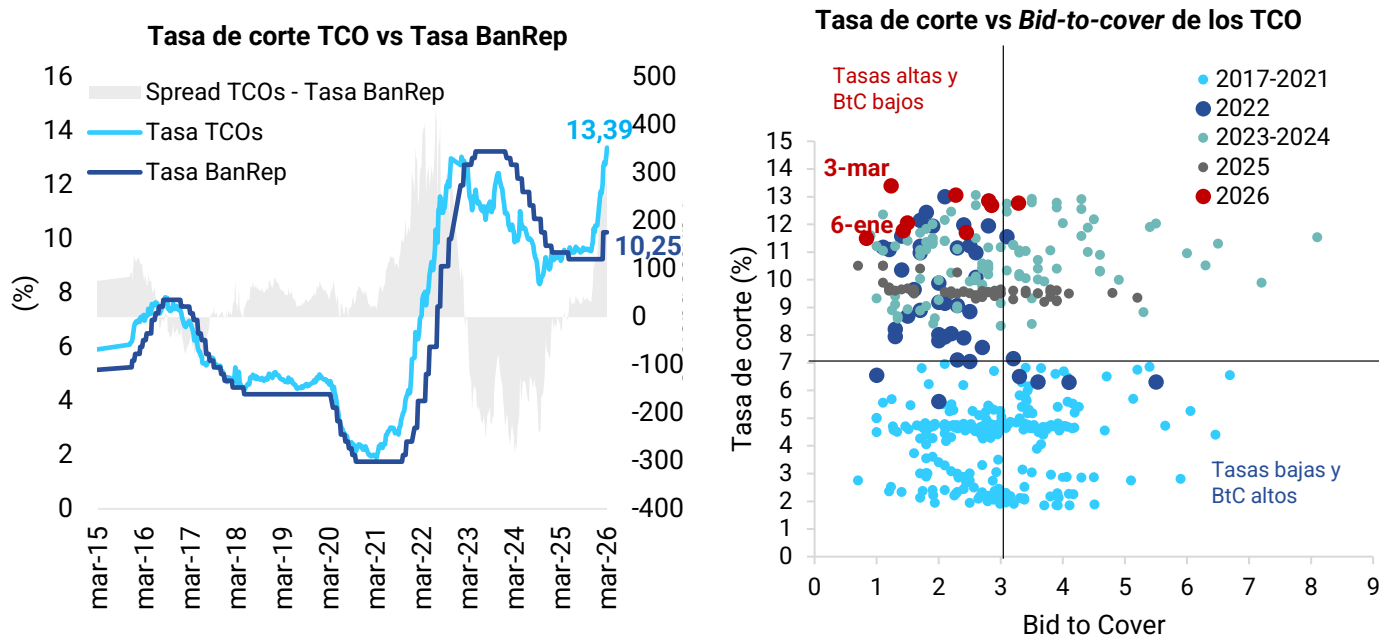 Tasa de corte TCO vs Tasa BanRep
16
14
12
10
8
6
4
2
0
(%)
500
400
300
200
100
0
-100
-200
-300
-400
Spread TCOs - Tasa BanRep
Tasa TCOs
Tasa BanRep
13,39
10,25
mar-15
mar-16
mar-17
mar-18
mar-19
mar-20
mar-21
mar-22
mar-23
mar-24
mar-25
mar-26
Tasa de corte vs Bid-to-cover de los TCO
Tasas altas y
BtC bajos
2017-2021
2022
2023-2024
2025
2026
3-mar
6-ene
Tasas bajas y
BtC altos
Tasa de corte (%)
15
14
13
12
11
10
9
8
7
6
5
4
3
2
1
0
0
1
2
3
4
5
6
7
8
9
Bid to Cover